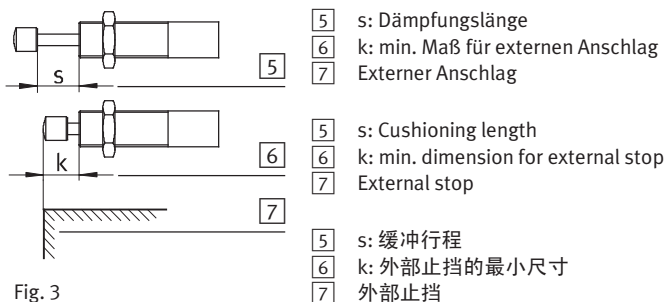 s
5
k
6
7
Fig. 3
5 s: Dämpfungslänge
6 k: min. Maß für externen Anschlag
7 Externer Anschlag
5 s: Cushioning length
6 k: min. dimension for external stop
7 External stop
5 s: 缓冲行程
6 k: 外部止挡的最小尺寸
7 外部止挡